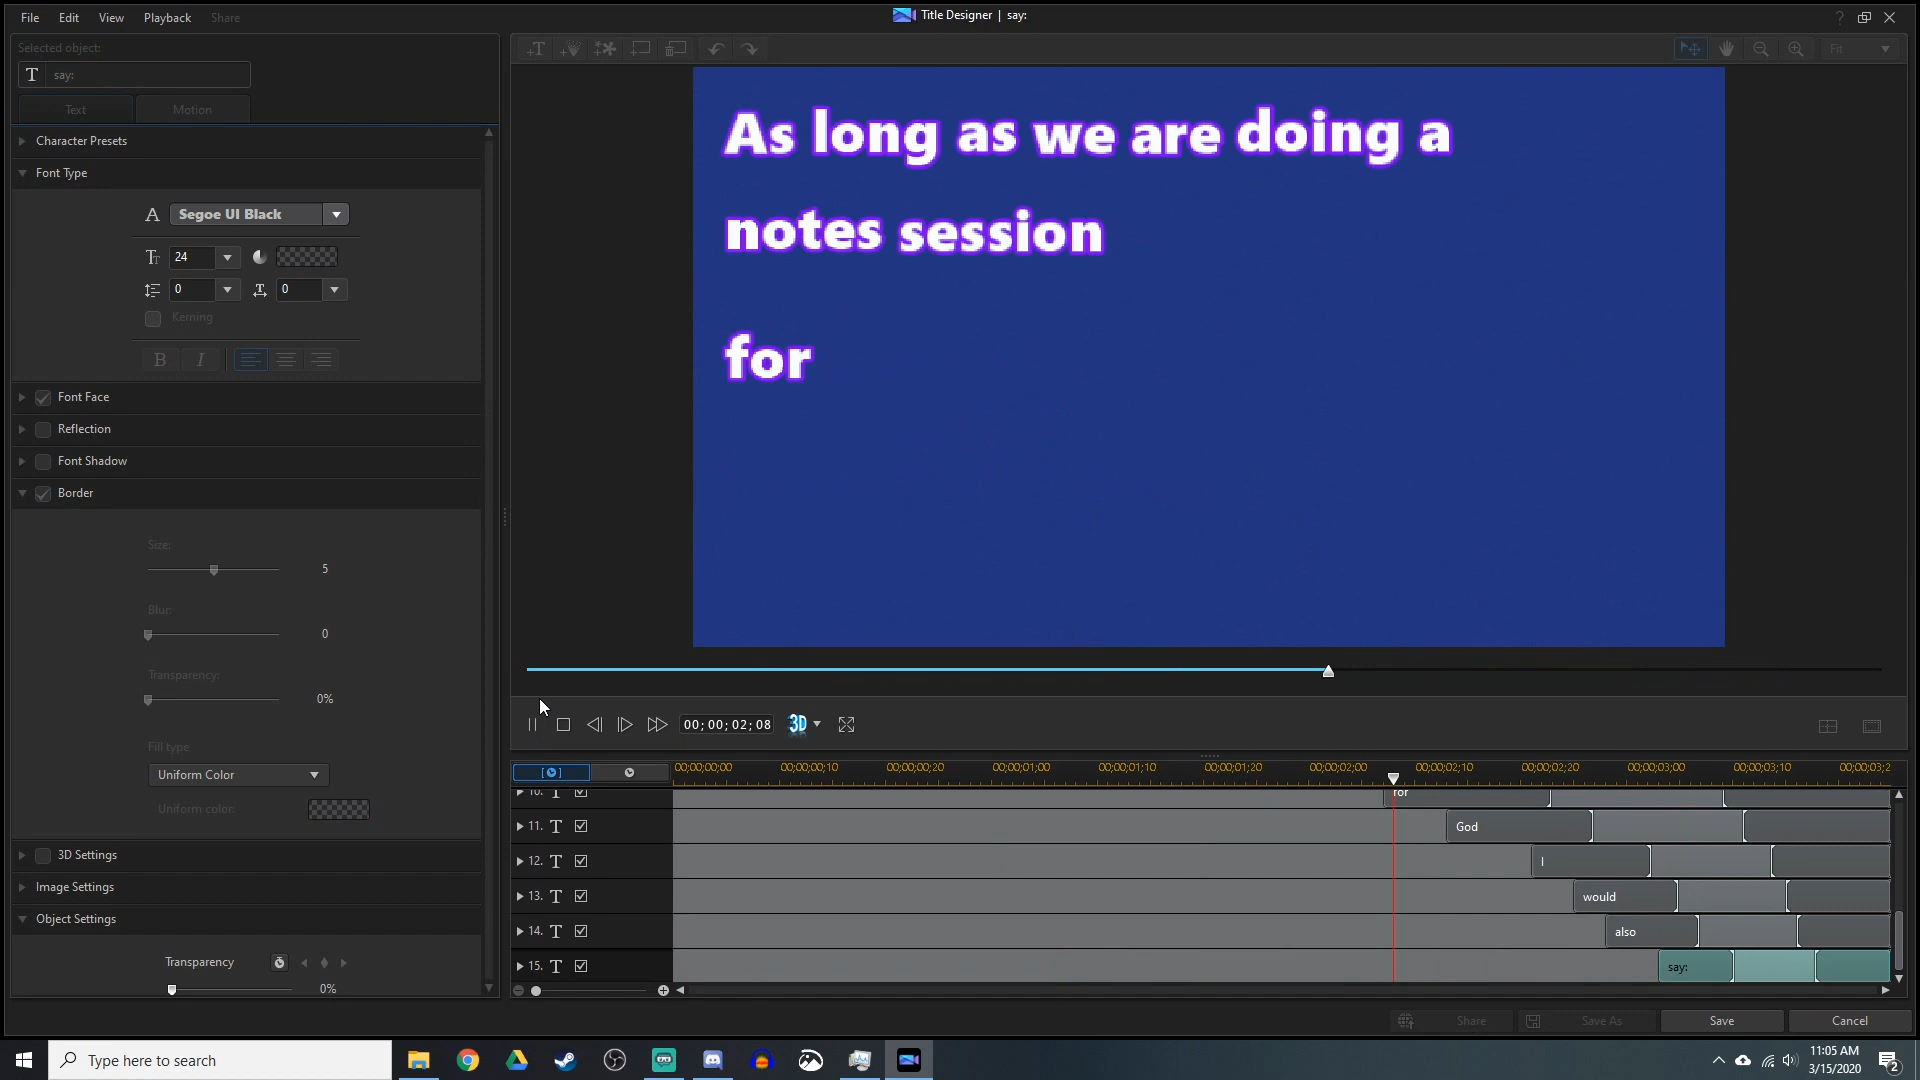 File Edit View Playback Share
Title Designer | say:
?
Selected object:
T say:
Text Motion
Character Presets
Font Type
A Segoe UI Black
24
0 0
Kerning
B I
Font Face
Reflection
Font Shadow
Border
Size:
5
Blur:
0
Transparency:
0%
Fill type
Uniform Color
Uniform color:
3D Settings
Image Settings
Object Settings
Transparency
0%
Fit
As long as we are doing a
notes session
for
00;00;02;08 3D
00;00;00;00 00;00;00;10 00;00;00;20 00;00;01;00 00;00;01;10 00;00;01;20 00;00;02;00 00;00;02;10 00;00;02;20 00;00;03;00 00;00;03;10 00;00;03;2
10. T for
11. T God
12. T I
13. T would
14. T also
15. T say:
Share Save As Save Cancel
Type here to search
11:05 AM
3/15/2020
2